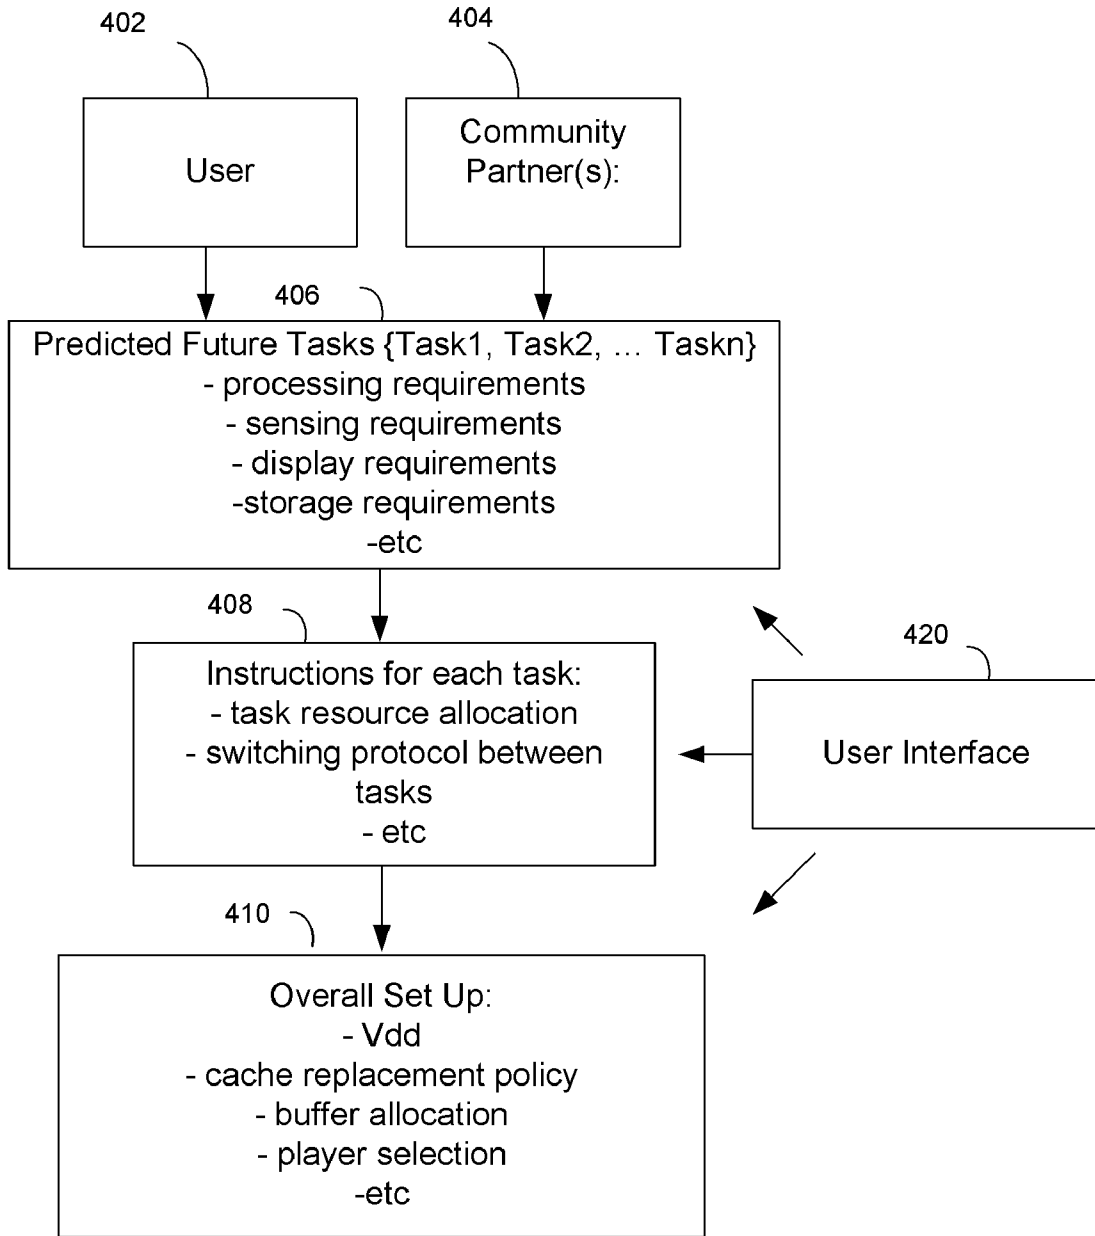 402
404
User
Community
Partner(s):
406
Predicted Future Tasks {Task1, Task2, ... Taskn}
- processing requirements
- sensing requirements
- display requirements
-storage requirements
-etc
408
Instructions for each task:
- task resource allocation
- switching protocol between
tasks
- etc
420
User Interface
410
Overall Set Up:
- Vdd
- cache replacement policy
- buffer allocation
- player selection
-etc